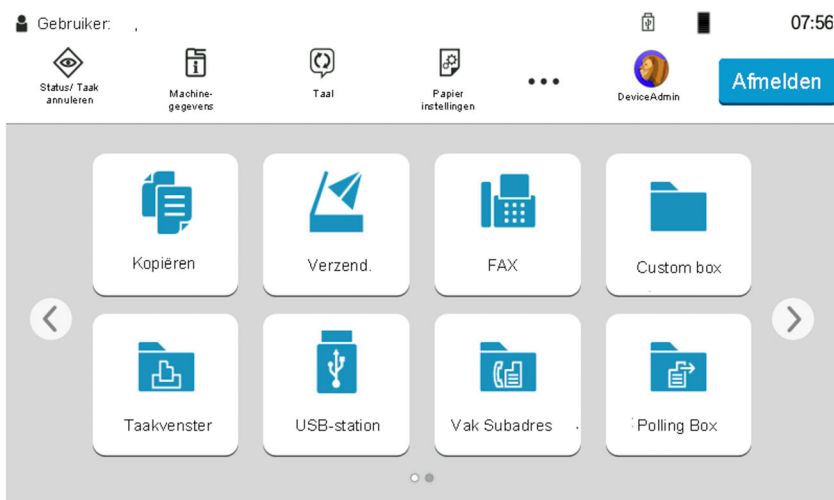 Gebruiker: ,
07:56
Status/ Taak
annuleren
Machine-
gegevens
Taal
Papier
instellingen
DeviceAdmin
Afmelden
Kopiëren
Verzend.
FAX
Custom box
Taakvenster
USB-station
Vak Subadres
Polling Box